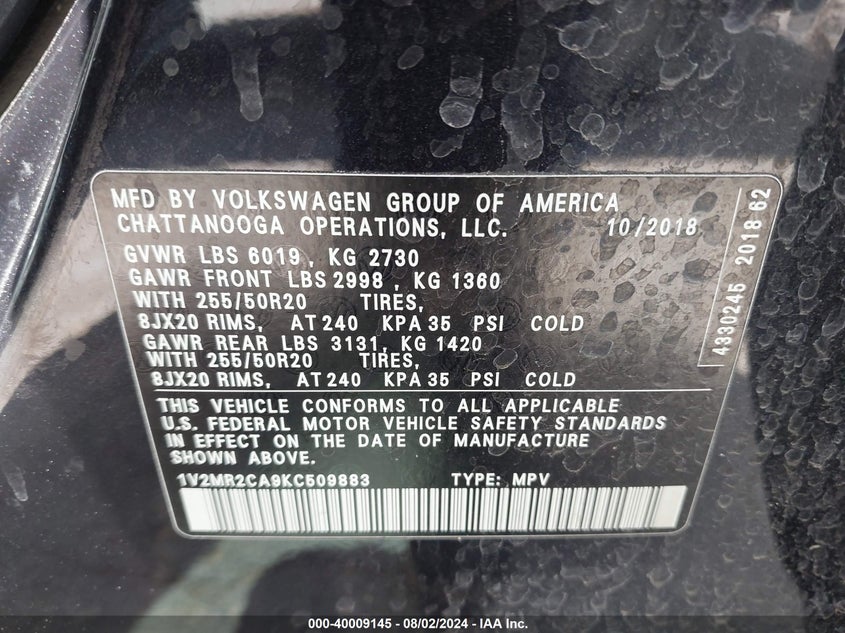 MFD BY VOLKSWAGEN GROUP OF AMERICA
CHATTANOOGA OPERATIONS, LLC. 10/2018
GVWR LBS 6019, KG 2730
GAWR FRONT LBS 2998, KG 1360
WITH 255/50R20 TIRES,
8JX20 RIMS, AT 240 KPA 35 PSI COLD
GAWR REAR LBS 3131, KG 1420
WITH 255/50R20 TIRES,
8JX20 RIMS, AT 240 KPA 35 PSI COLD
THIS VEHICLE CONFORMS TO ALL APPLICABLE
U.S. FEDERAL MOTOR VEHICLE SAFETY STANDARDS
IN EFFECT ON THE DATE OF MANUFACTURE
SHOWN ABOVE.
1V2MR2CA9KC509883 TYPE: MPV
4330245 2018 62
000-40009145 - 08/02/2024 - IAA Inc.